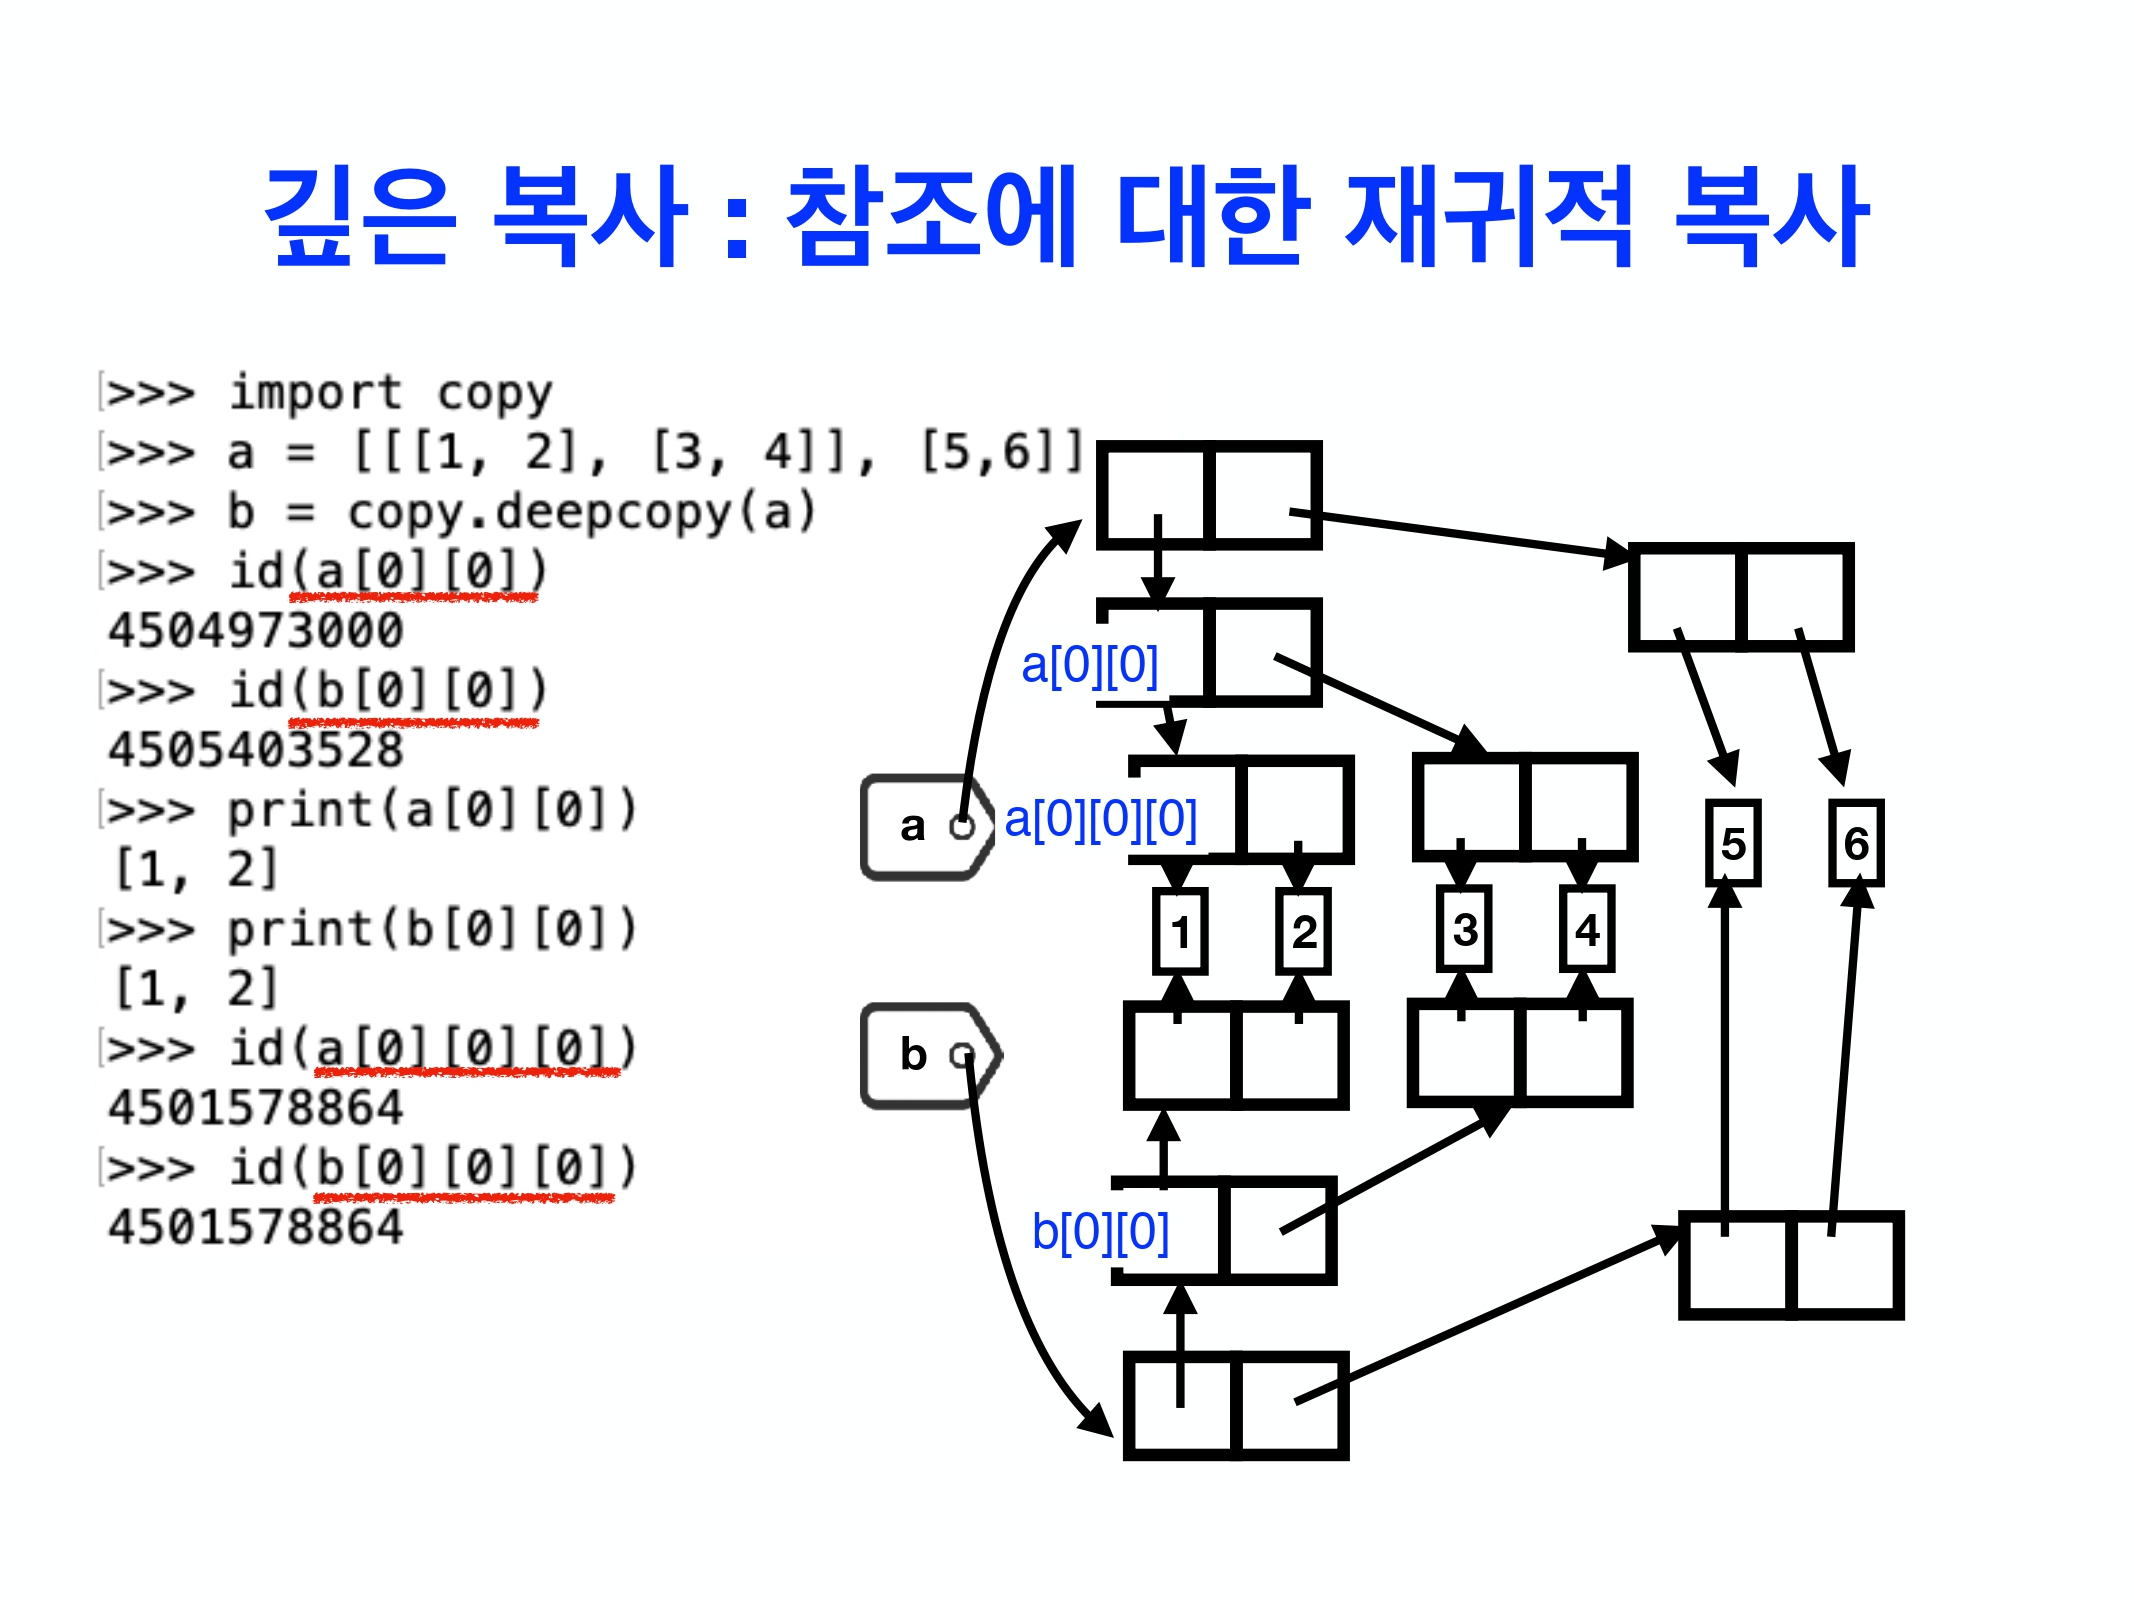 깊은 복사 : 참조에 대한 재귀적 복사
>>> import copy
>>> a = [[[1, 2], [3, 4]], [5,6]]
>>> b = copy.deepcopy(a)
>>> id(a[0][0])
4504973000
>>> id(b[0][0])
4505403528
>>> print(a[0][0])
[1, 2]
>>> print(b[0][0])
[1, 2]
>>> id(a[0][0][0])
4501578864
>>> id(b[0][0][0])
4501578864
a[0][0]
a
a[0][0][0]
5
6
1
2
3
4
b
b[0][0]